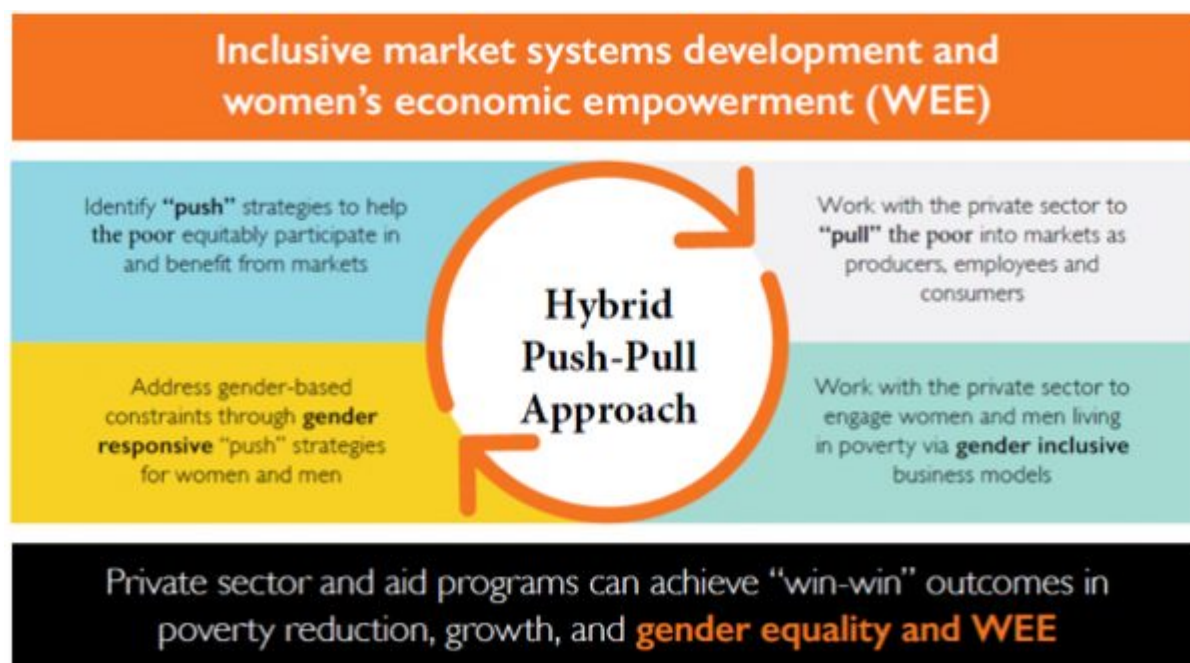 Inclusive market systems development and
women’s economic empowerment (WEE)
Identify “push” strategies to help
the poor equitably participate in
and benefit from markets
Work with the private sector to
“pull” the poor into markets as
producers, employees and
consumers
Hybrid
Push-Pull
Approach
Address gender-based
constraints through gender
responsive “push” strategies
for women and men
Work with the private sector to
engage women and men living
in poverty via gender inclusive
business models
Private sector and aid programs can achieve “win-win” outcomes in
poverty reduction, growth, and gender equality and WEE